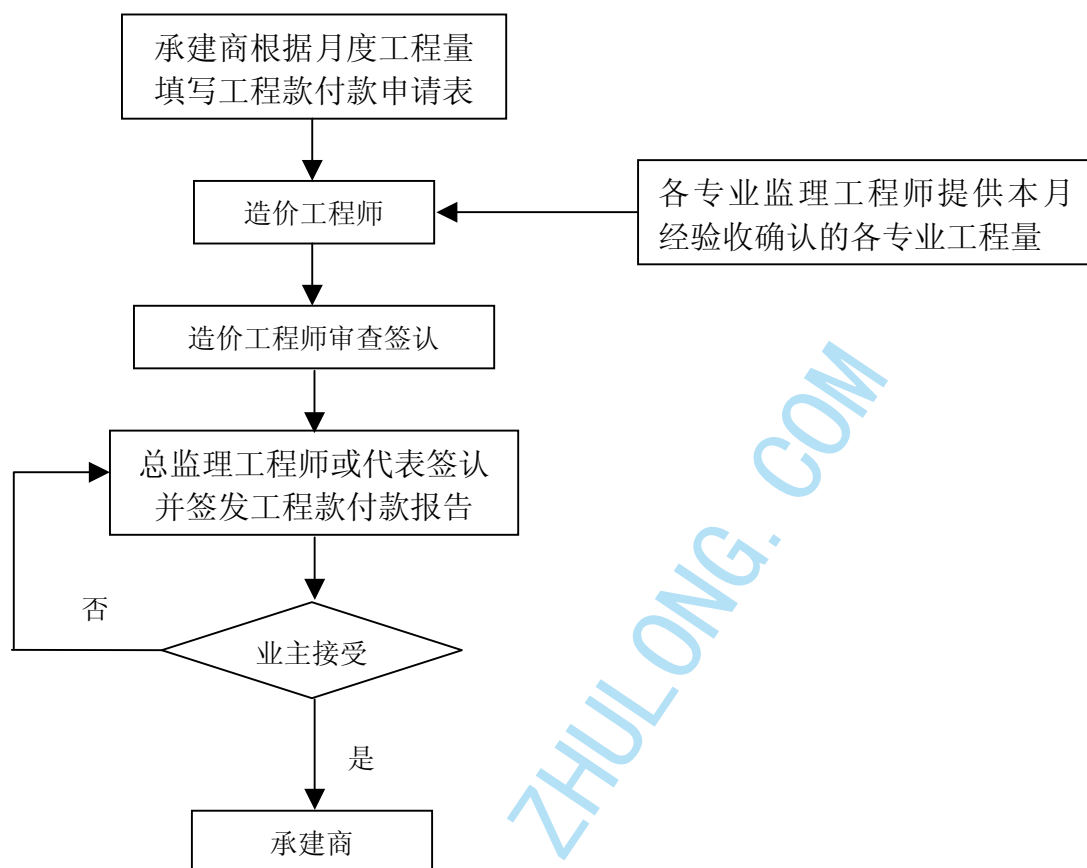 承建商根据月度工程量
填写工程款付款申请表
造价工程师
各专业监理工程师提供本月
经验收确认的各专业工程量
造价工程师审查签认
总监理工程师或代表签认
并签发工程款付款报告
否
业主接受
是
承建商
ZHULONG.COM